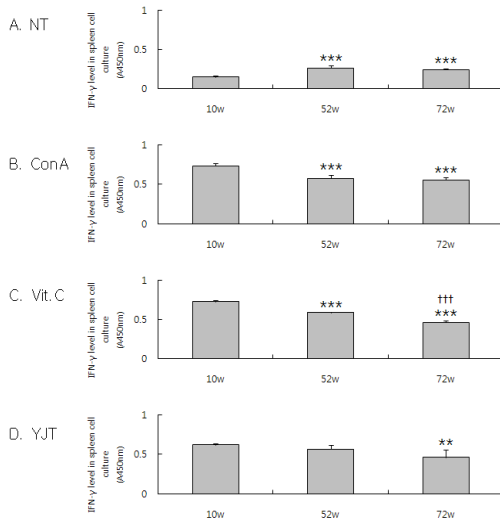 A. NT
IFN-γ level in spleen cell
culture
(A450nm)
1
0.5
0
***
***
10w
52w
72w
B. ConA
IFN-γ level in spleen cell
culture
(A450nm)
1
0.5
0
***
***
10w
52w
72w
C. Vit.C
IFN-γ level in spleen cell
culture
(A450nm)
1
0.5
0
***
†††
***
10w
52w
72w
D. YJT
IFN-γ level in spleen cell
culture
(A450nm)
1
0.5
0
**
10w
52w
72w